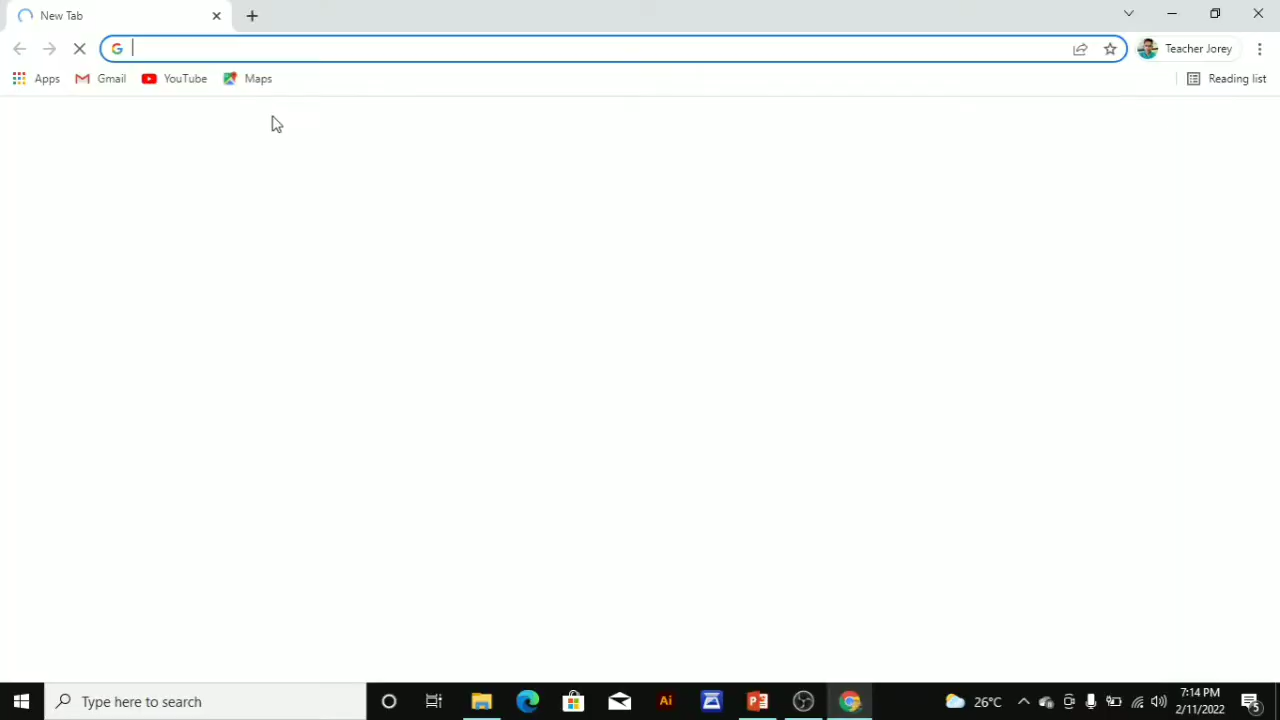 New Tab
Teacher Jorey
Apps Gmail YouTube Maps Reading list
Type here to search
Ai
26°C
7:14 PM
2/11/2022
5